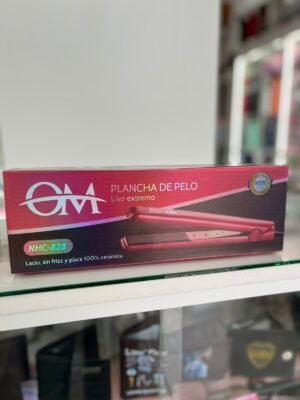 OM
PLANCHA DE PELO
Liso extremo
NHC-828
Lacio, sin frizz y placa 100% cerámica